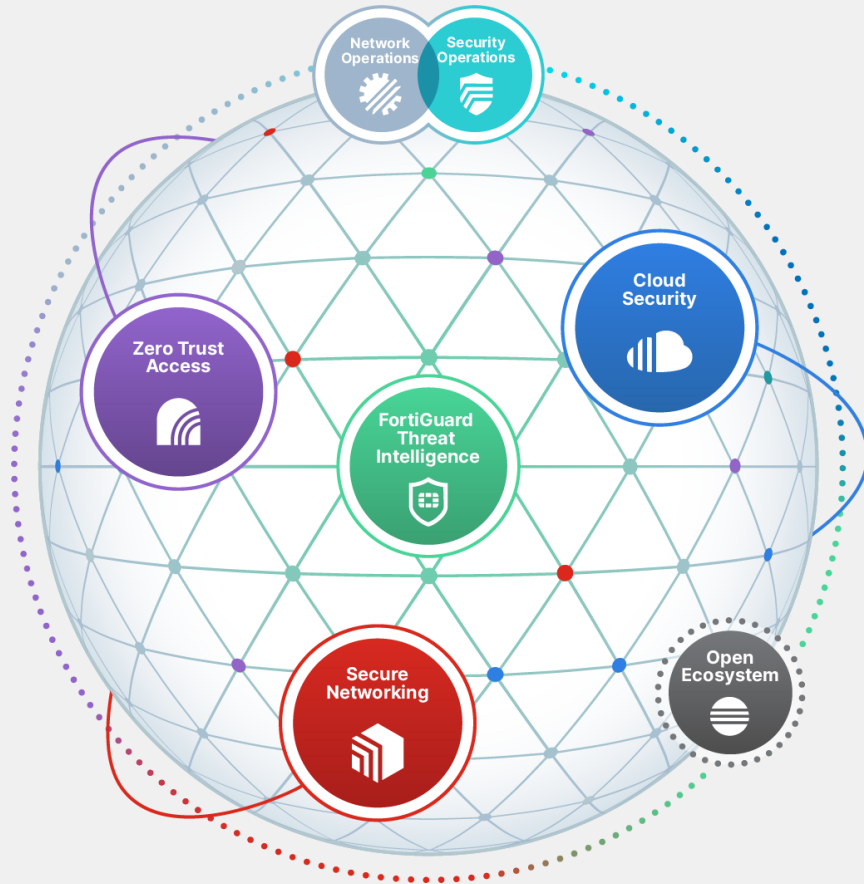 Network
Operations
Security
Operations
Cloud
Security
Zero Trust
Access
FortiGuard
Threat
Intelligence
Open
Ecosystem
Secure
Networking